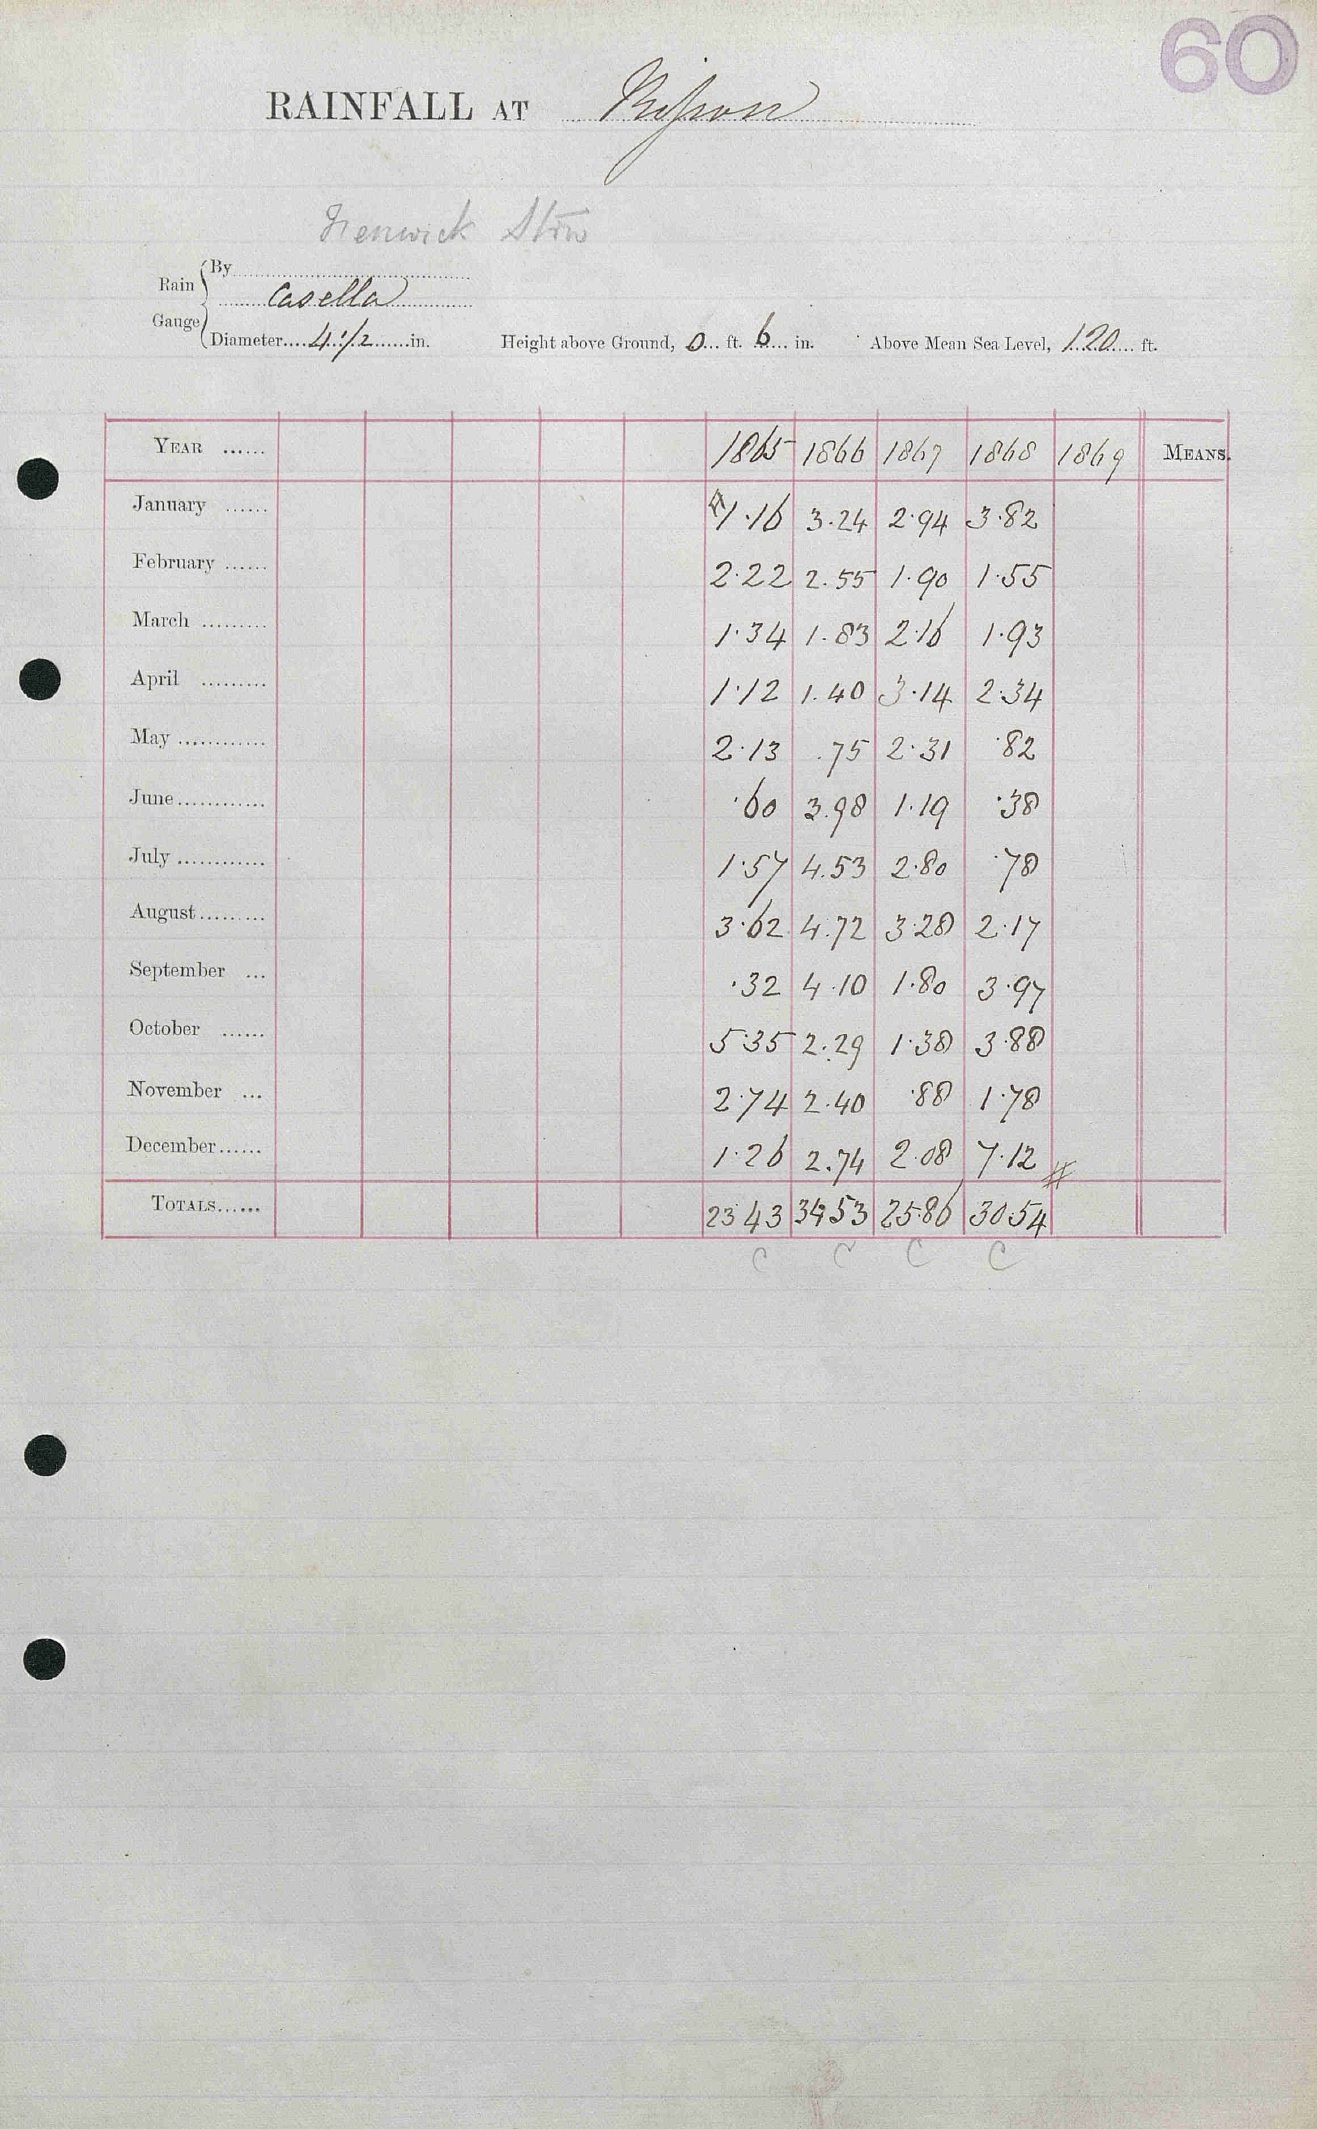 60
RAINFALL AT Ripon
Fenwick Stow
Rain Gauge By
Casella
Diameter.... 4 1/2 ......in. Height above Ground, 0 ft. 6 in. Above Mean Sea Level, 120 ft.
YEAR ...... 1865 1866 1867 1868 1869 MEANS.
January ...... 1.16 3.24 2.94 3.82
February ...... 2.22 2.55 1.90 1.55
March ......... 1.34 1.83 2.16 1.93
April ......... 1.12 1.40 3.14 2.34
May ............ 2.13 .75 2.31 .82
June............ .60 3.98 1.19 .38
July ............ 1.57 4.53 2.80 .78
August......... 3.62 4.72 3.28 2.17
September ... .32 4.10 1.80 3.97
October ...... 5.35 2.29 1.38 3.88
November ... 2.74 2.40 .88 1.78
December...... 1.26 2.74 2.08 7.12 #
TOTALS...... 23 43 34 53 25.86 30.54
C C C C